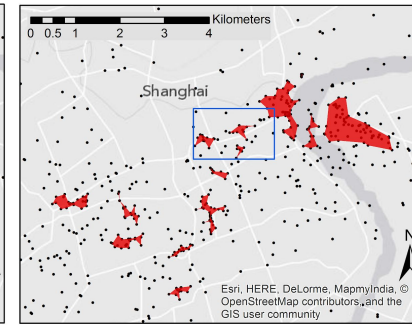 Kilometers
0 0.5 1 2 3 4
Shanghai
N
Esri, HERE, DeLorme, MapmyIndia, ©
OpenStreetMap contributors, and the
GIS user community